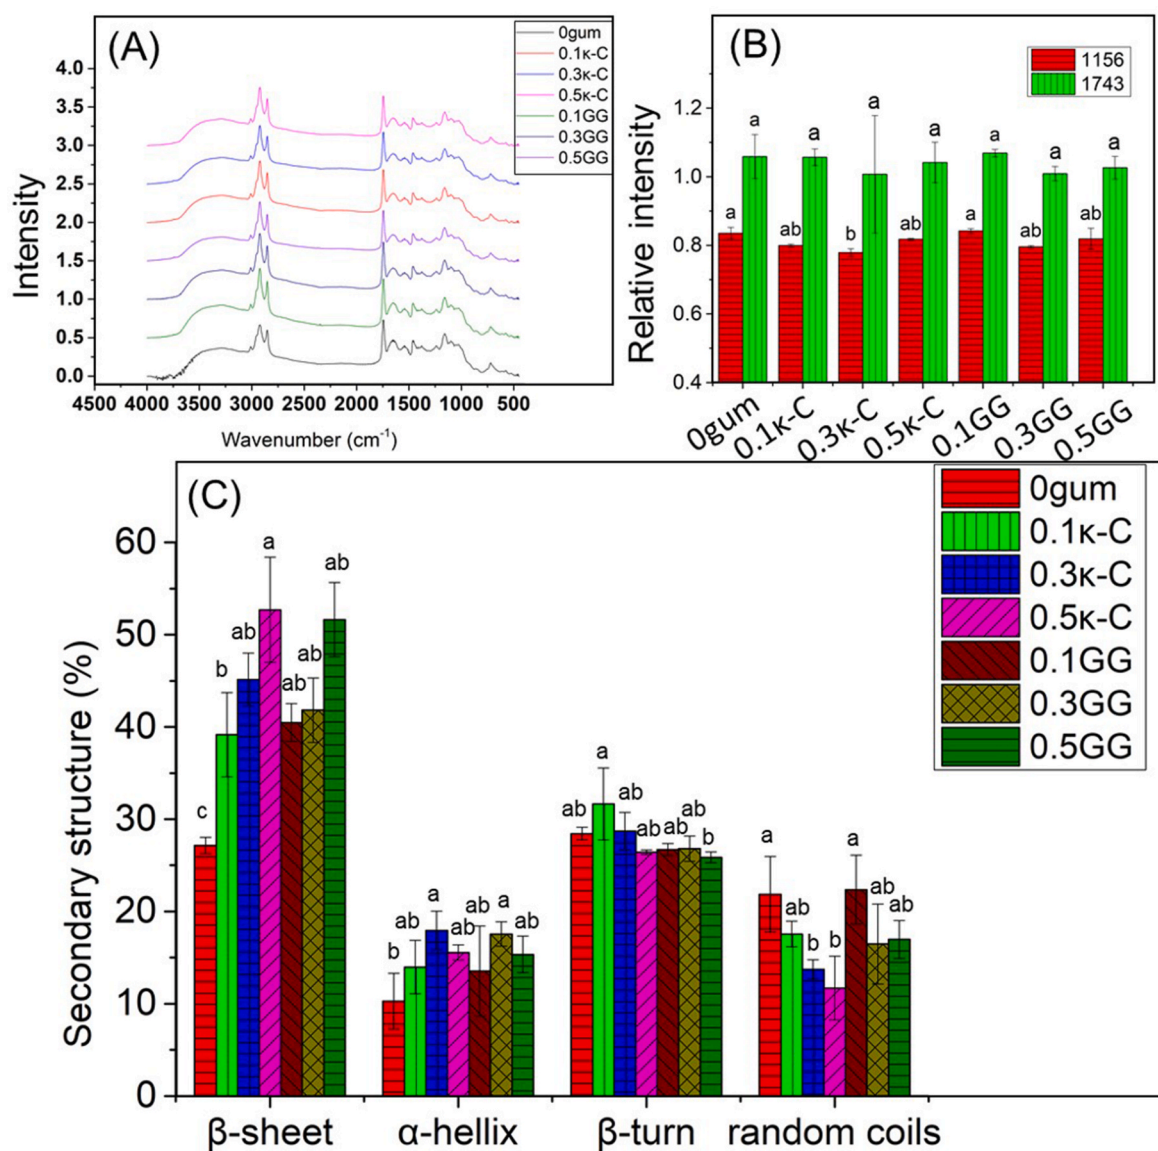 (A)
0gum
0.1κ-C
0.3κ-C
0.5κ-C
0.1GG
0.3GG
0.5GG
Intensity
4.0
3.5
3.0
2.5
2.0
1.5
1.0
0.5
0.0
4500 4000 3500 3000 2500 2000 1500 1000 500
Wavenumber (cm⁻¹)
(B)
1156
1743
Relative intensity
1.2
1.0
0.8
0.6
0.4
a a a a a a a
a ab b ab a ab ab
0gum 0.1κ-C 0.3κ-C 0.5κ-C 0.1GG 0.3GG 0.5GG
(C)
0gum
0.1κ-C
0.3κ-C
0.5κ-C
0.1GG
0.3GG
0.5GG
Secondary structure (%)
60
50
40
30
20
10
0
c b ab a ab ab ab
b ab a ab ab a ab
ab a ab ab ab ab b
a ab b b a ab ab
β-sheet α-hellix β-turn random coils